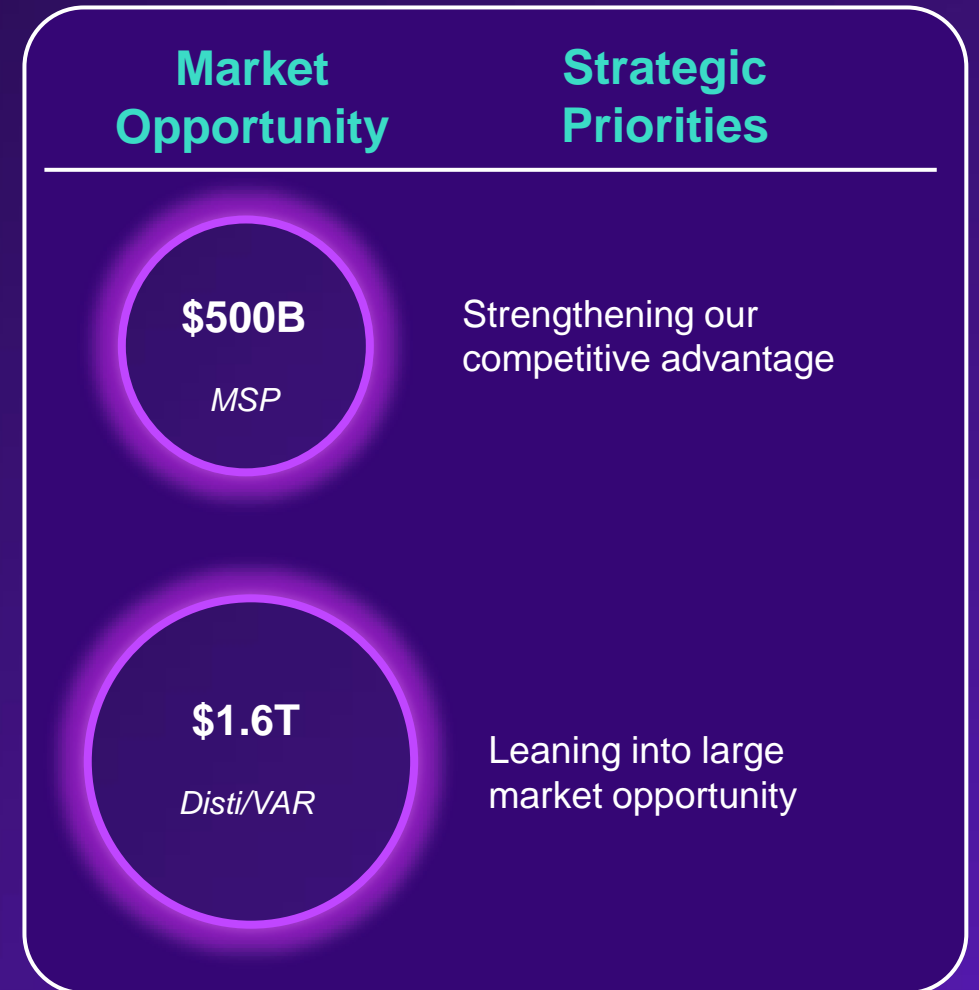 Market
Opportunity
Strategic
Priorities
$500B
MSP
Strengthening our
competitive advantage
$1.6T
Disti/VAR
Leaning into large
market opportunity